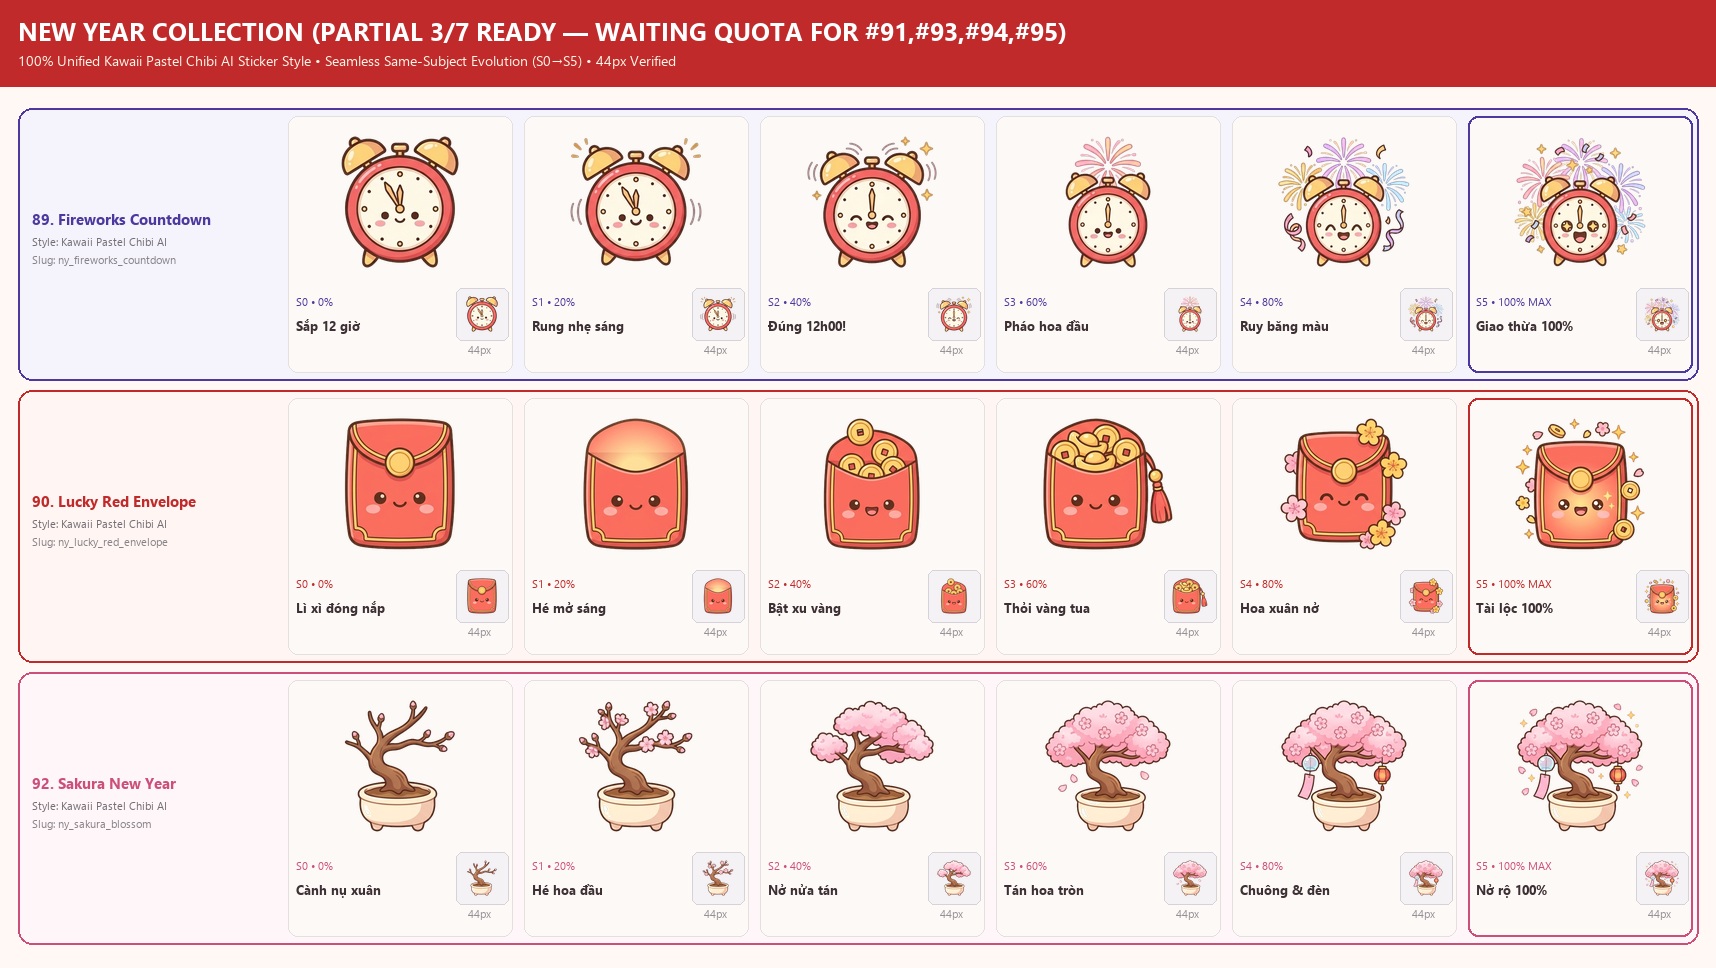 NEW YEAR COLLECTION (PARTIAL 3/7 READY — WAITING QUOTA FOR #91,#93,#94,#95)
100% Unified Kawaii Pastel Chibi AI Sticker Style • Seamless Same-Subject Evolution (S0→S5) • 44px Verified
89. Fireworks Countdown
Style: Kawaii Pastel Chibi AI
Slug: ny_fireworks_countdown
S0 • 0%
Sắp 12 giờ
44px
S1 • 20%
Rung nhẹ sáng
44px
S2 • 40%
Đúng 12h00!
44px
S3 • 60%
Pháo hoa đầu
44px
S4 • 80%
Ruy băng màu
44px
S5 • 100% MAX
Giao thừa 100%
44px
90. Lucky Red Envelope
Style: Kawaii Pastel Chibi AI
Slug: ny_lucky_red_envelope
S0 • 0%
Lì xì đóng nắp
44px
S1 • 20%
Hé mở sáng
44px
S2 • 40%
Bật xu vàng
44px
S3 • 60%
Thỏi vàng tua
44px
S4 • 80%
Hoa xuân nở
44px
S5 • 100% MAX
Tài lộc 100%
44px
92. Sakura New Year
Style: Kawaii Pastel Chibi AI
Slug: ny_sakura_blossom
S0 • 0%
Cành nụ xuân
44px
S1 • 20%
Hé hoa đầu
44px
S2 • 40%
Nở nửa tán
44px
S3 • 60%
Tán hoa tròn
44px
S4 • 80%
Chuông & đèn
44px
S5 • 100% MAX
Nở rộ 100%
44px